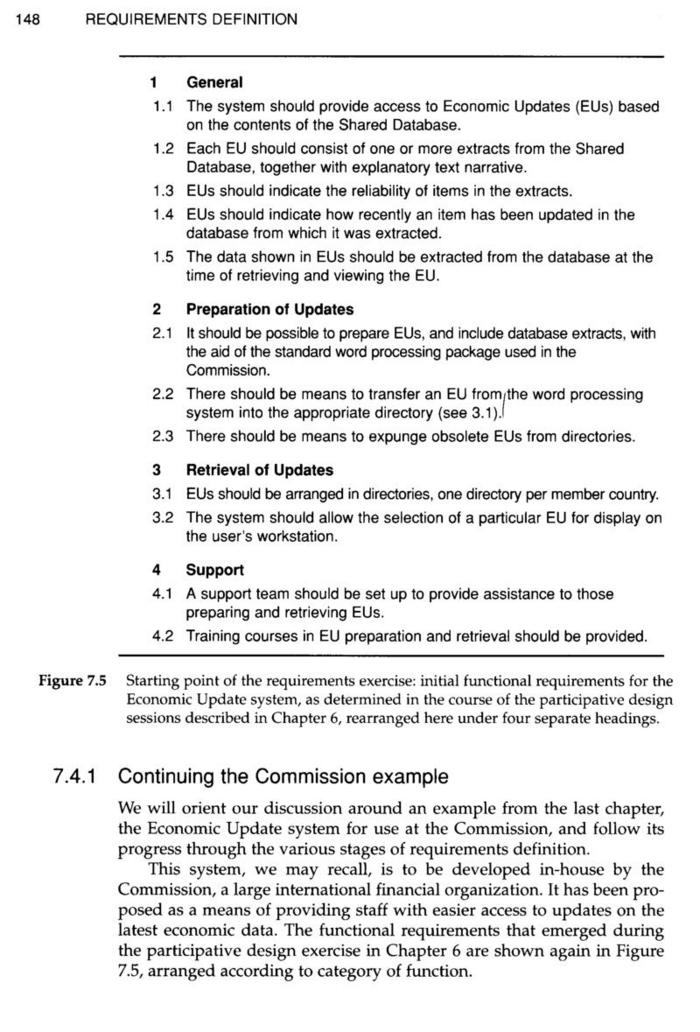 148 REQUIREMENTS DEFINITION
1 General
1.1 The system should provide access to Economic Updates (EUs) based
on the contents of the Shared Database.
1.2 Each EU should consist of one or more extracts from the Shared
Database, together with explanatory text narrative.
1.3 EUs should indicate the reliability of items in the extracts.
1.4 EUs should indicate how recently an item has been updated in the
database from which it was extracted.
1.5 The data shown in EUs should be extracted from the database at the
time of retrieving and viewing the EU.
2 Preparation of Updates
2.1 It should be possible to prepare EUs, and include database extracts, with
the aid of the standard word processing package used in the
Commission.
2.2 There should be means to transfer an EU from the word processing
system into the appropriate directory (see 3.1).
2.3 There should be means to expunge obsolete EUs from directories.
3 Retrieval of Updates
3.1 EUs should be arranged in directories, one directory per member country.
3.2 The system should allow the selection of a particular EU for display on
the user's workstation.
4 Support
4.1 A support team should be set up to provide assistance to those
preparing and retrieving EUs.
4.2 Training courses in EU preparation and retrieval should be provided.
Figure 7.5 Starting point of the requirements exercise: initial functional requirements for the
Economic Update system, as determined in the course of the participative design
sessions described in Chapter 6, rearranged here under four separate headings.
7.4.1 Continuing the Commission example
We will orient our discussion around an example from the last chapter,
the Economic Update system for use at the Commission, and follow its
progress through the various stages of requirements definition.
This system, we may recall, is to be developed in-house by the
Commission, a large international financial organization. It has been pro-
posed as a means of providing staff with easier access to updates on the
latest economic data. The functional requirements that emerged during
the participative design exercise in Chapter 6 are shown again in Figure
7.5, arranged according to category of function.